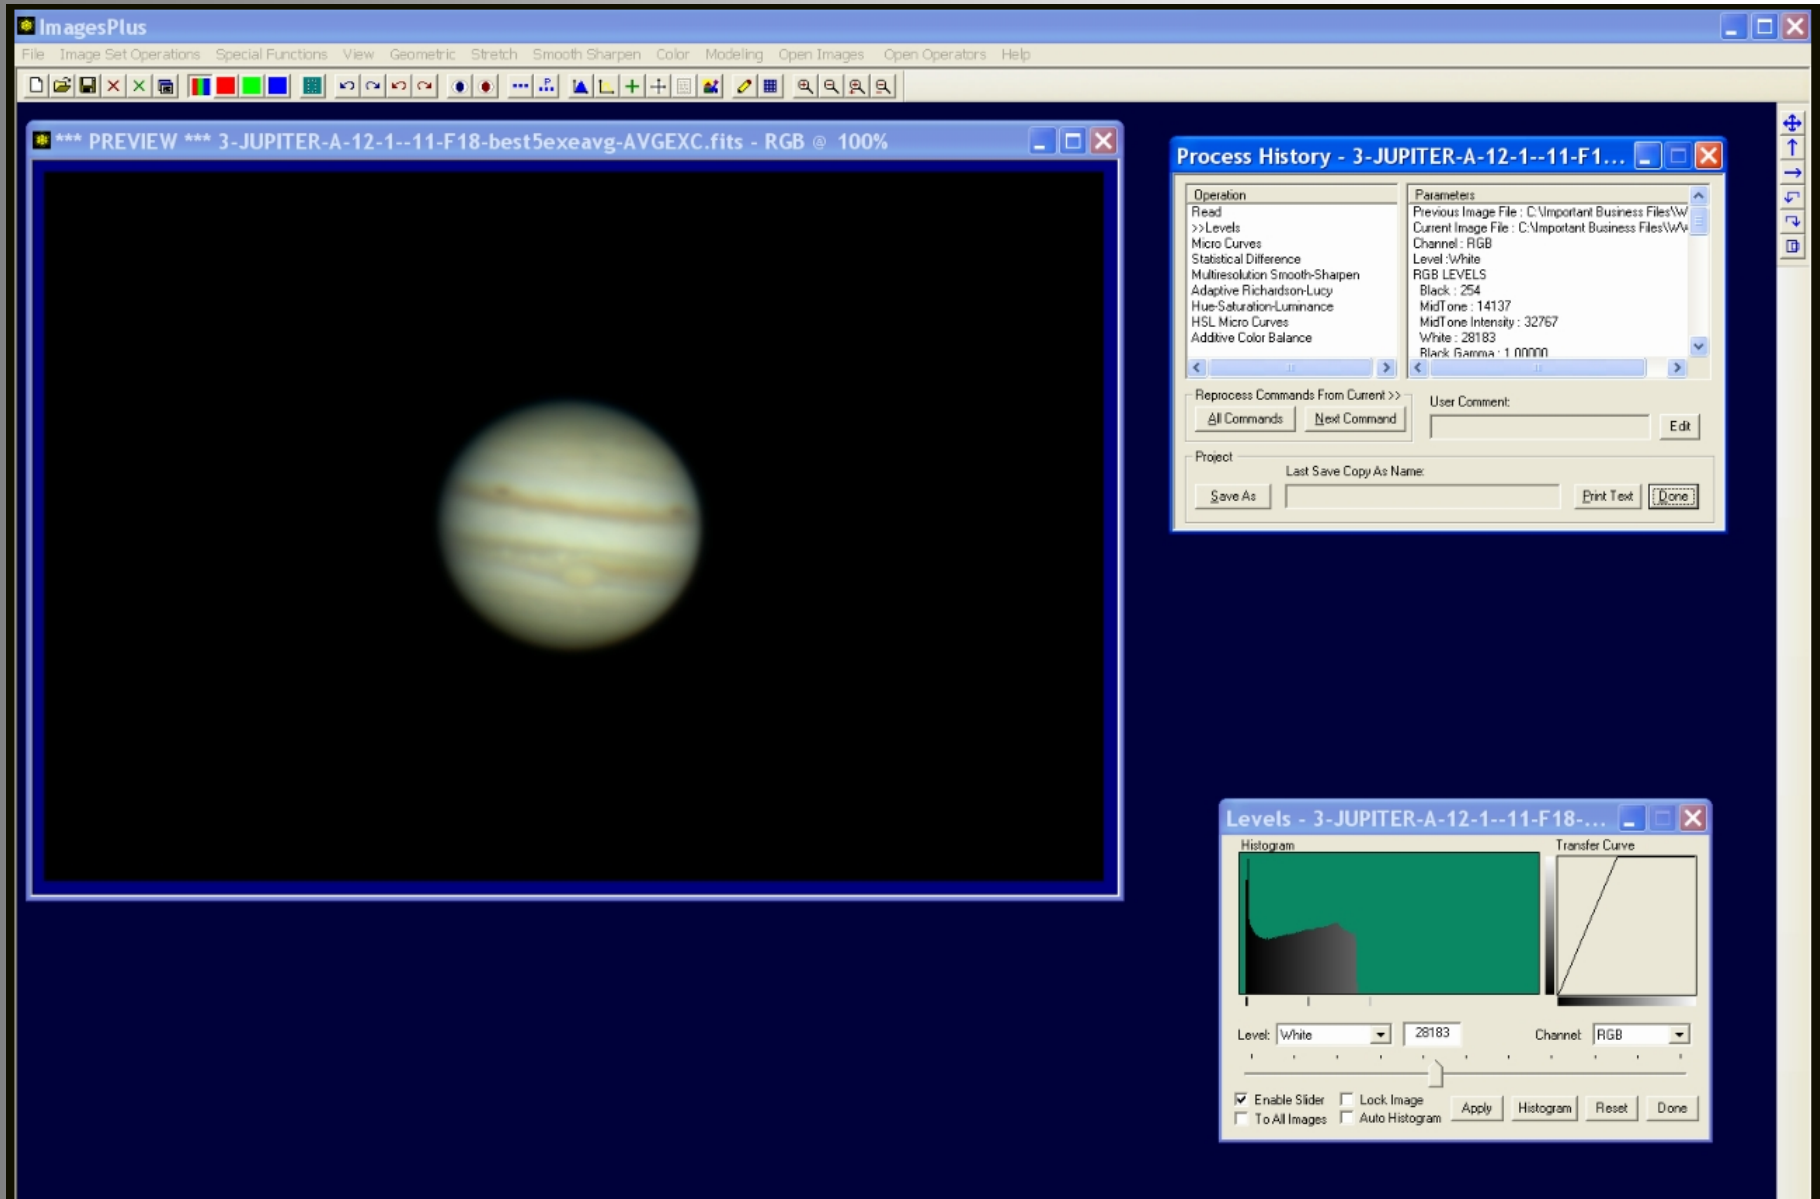 ImagesPlus
File Image Set Operations Special Functions View Geometric Stretch Smooth Sharpen Color Modeling Open Images Open Operators Help
*** PREVIEW *** 3-JUPITER-A-12-1--11-F18-best5exeavg-AVGEXC.fits - RGB @ 100%
Process History - 3-JUPITER-A-12-1--11-F1...
Operation
Read
>>Levels
Micro Curves
Statistical Difference
Multiresolution Smooth-Sharpen
Adaptive Richardson-Lucy
Hue-Saturation-Luminance
HSL Micro Curves
Additive Color Balance
Parameters
Previous Image File : C:\Important Business Files\W
Current Image File : C:\Important Business Files\W
Channel : RGB
Level :White
RGB LEVELS
Black : 254
MidTone : 14137
MidTone Intensity : 32767
White : 28183
Black Gamma : 1.00000
Reprocess Commands From Current >>
All Commands Next Command
User Comment:
Edit
Project
Last Save Copy As Name:
Save As Print Text Done
Levels - 3-JUPITER-A-12-1--11-F18-...
Histogram Transfer Curve
Level: White 28183 Channel: RGB
Enable Slider Lock Image
To All Images Auto Histogram Apply Histogram Reset Done